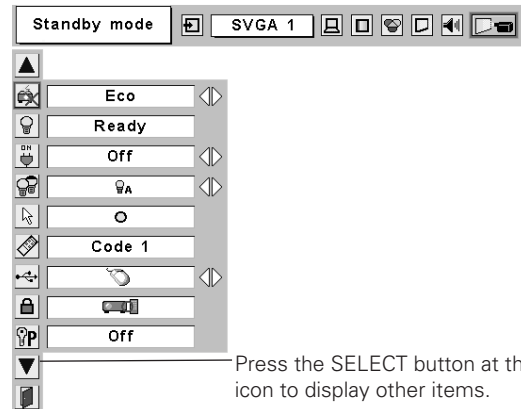 Standby mode
SVGA 1
Eco
Ready
ON
Off
A
Code 1
P
Off
Press the SELECT button at th
icon to display other items.